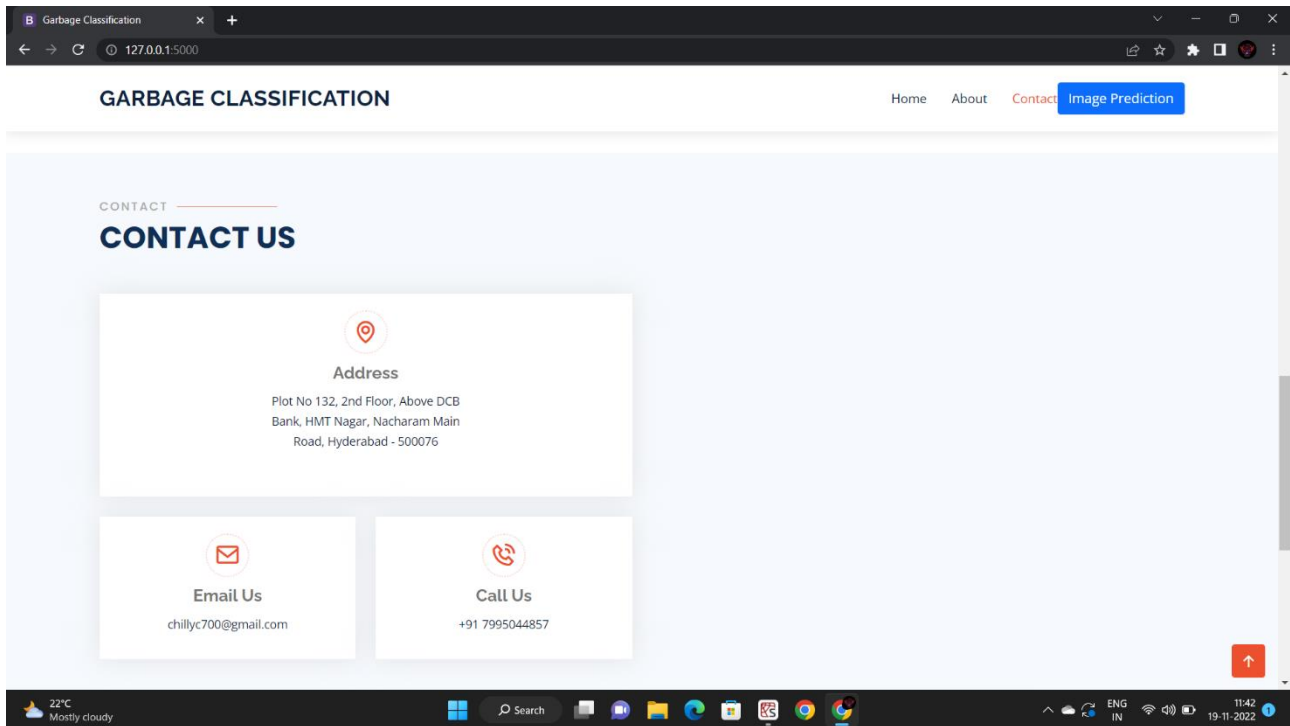 Garbage Classification
127.0.0.1:5000
GARBAGE CLASSIFICATION
Home About Contact Image Prediction
CONTACT
CONTACT US
Address
Plot No 132, 2nd Floor, Above DCB
Bank, HMT Nagar, Nacharam Main
Road, Hyderabad - 500076
Email Us
chillyc700@gmail.com
Call Us
+91 7995044857
22°C
Mostly cloudy
Search
ENG
IN
11:42
19-11-2022
1